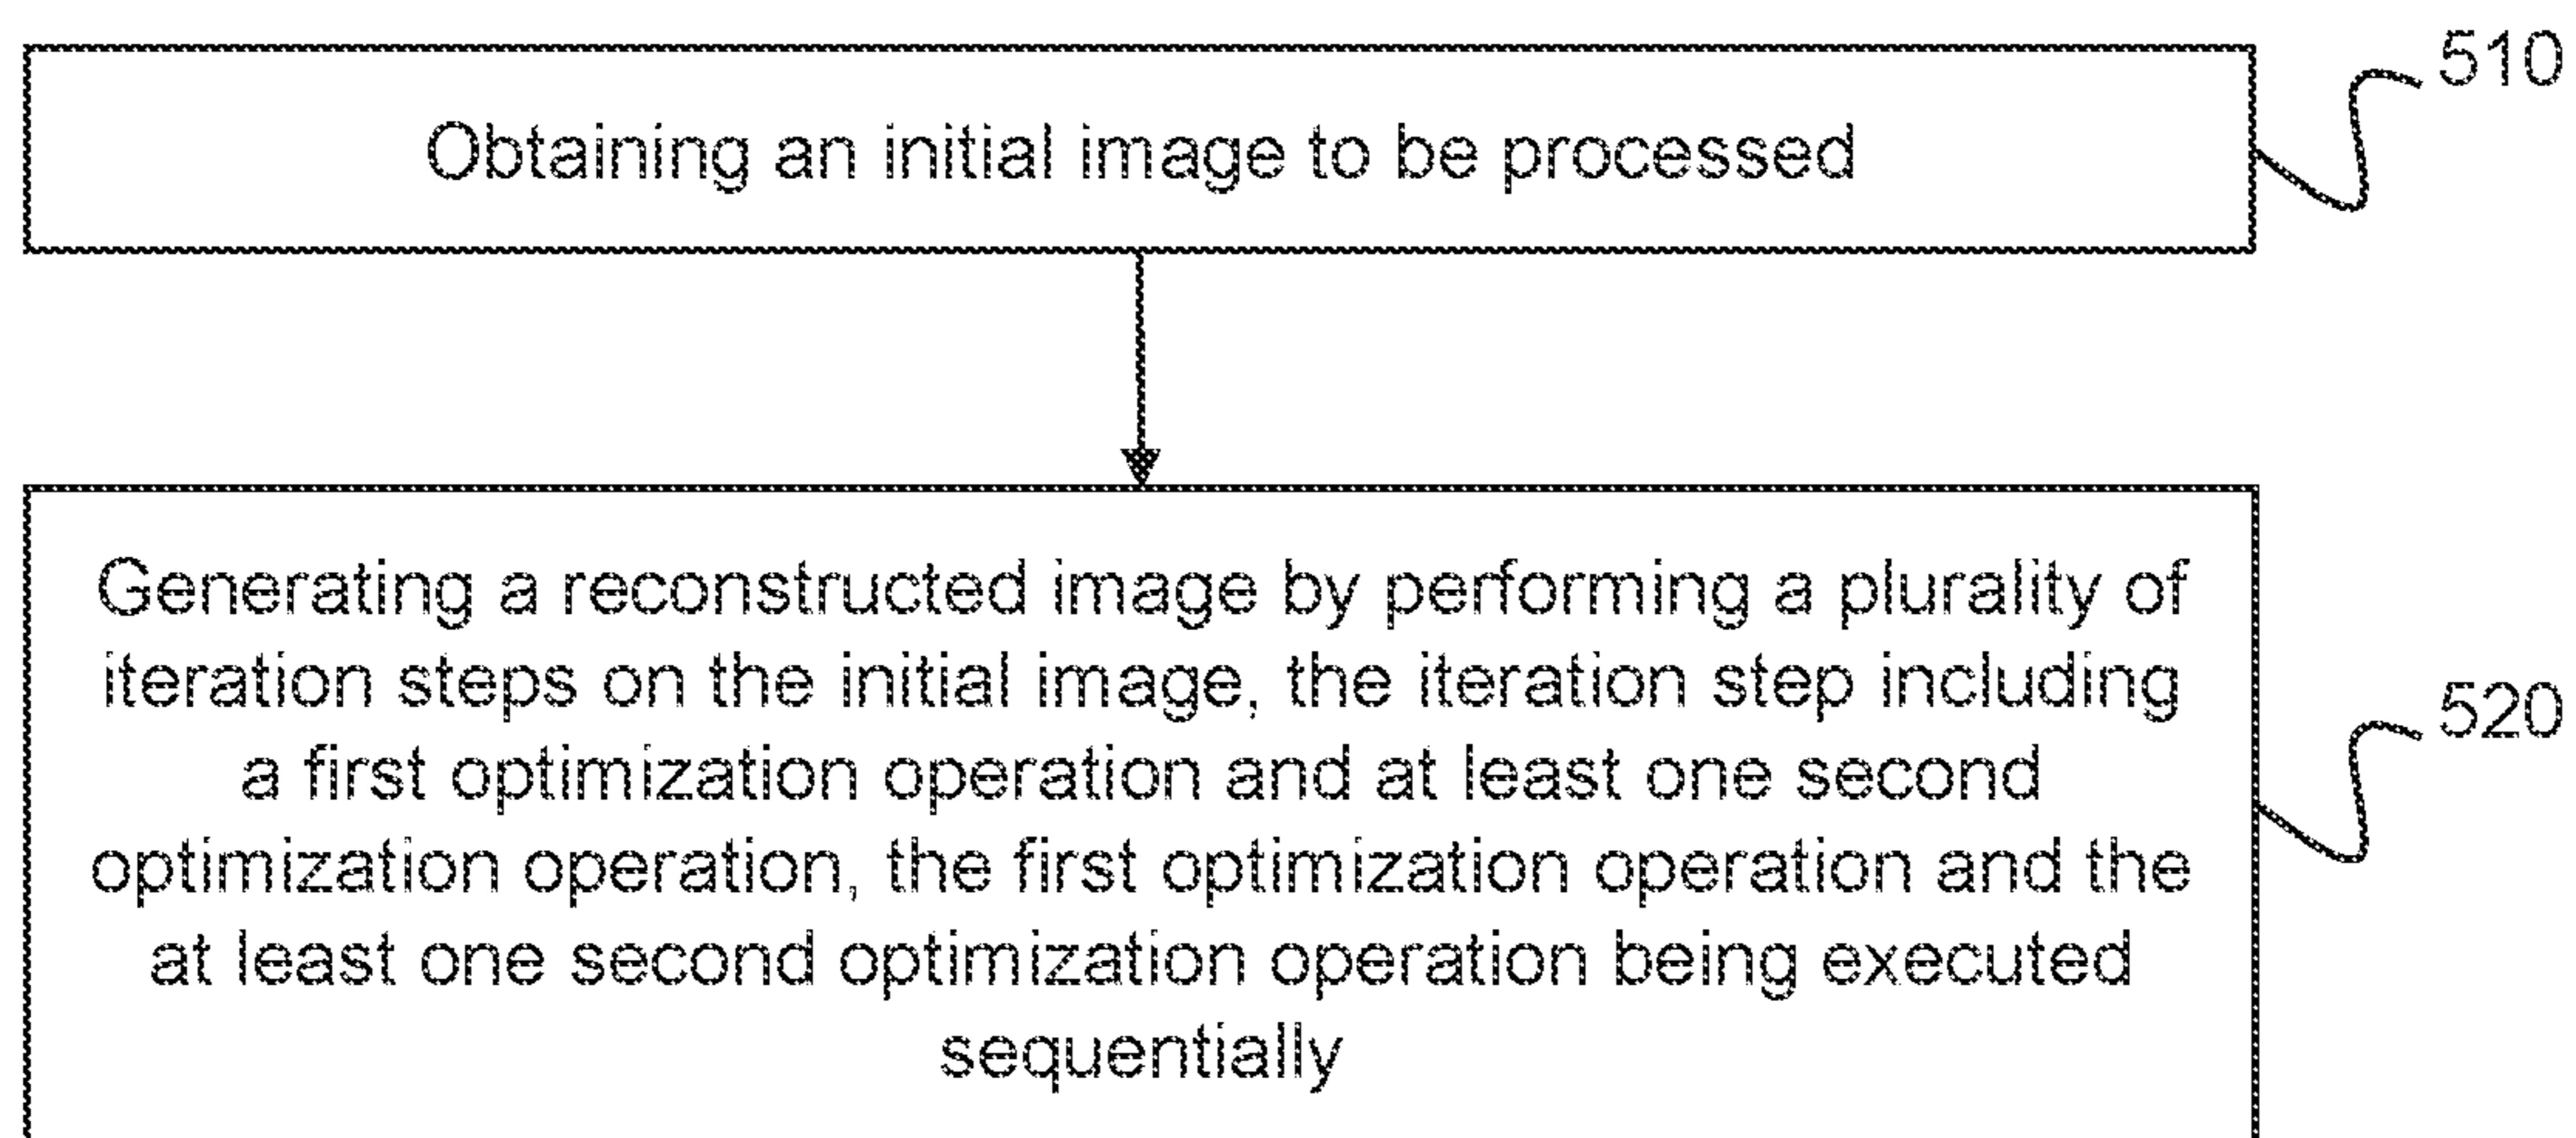 510
Obtaining an initial image to be processed
Generating a reconstructed image by performing a plurality of
iteration steps on the initial image, the iteration step including
520
a first optimization operation and at least one second
optimization operation, the first optimization operation and the
at least one second optimization operation being executed
sequentially